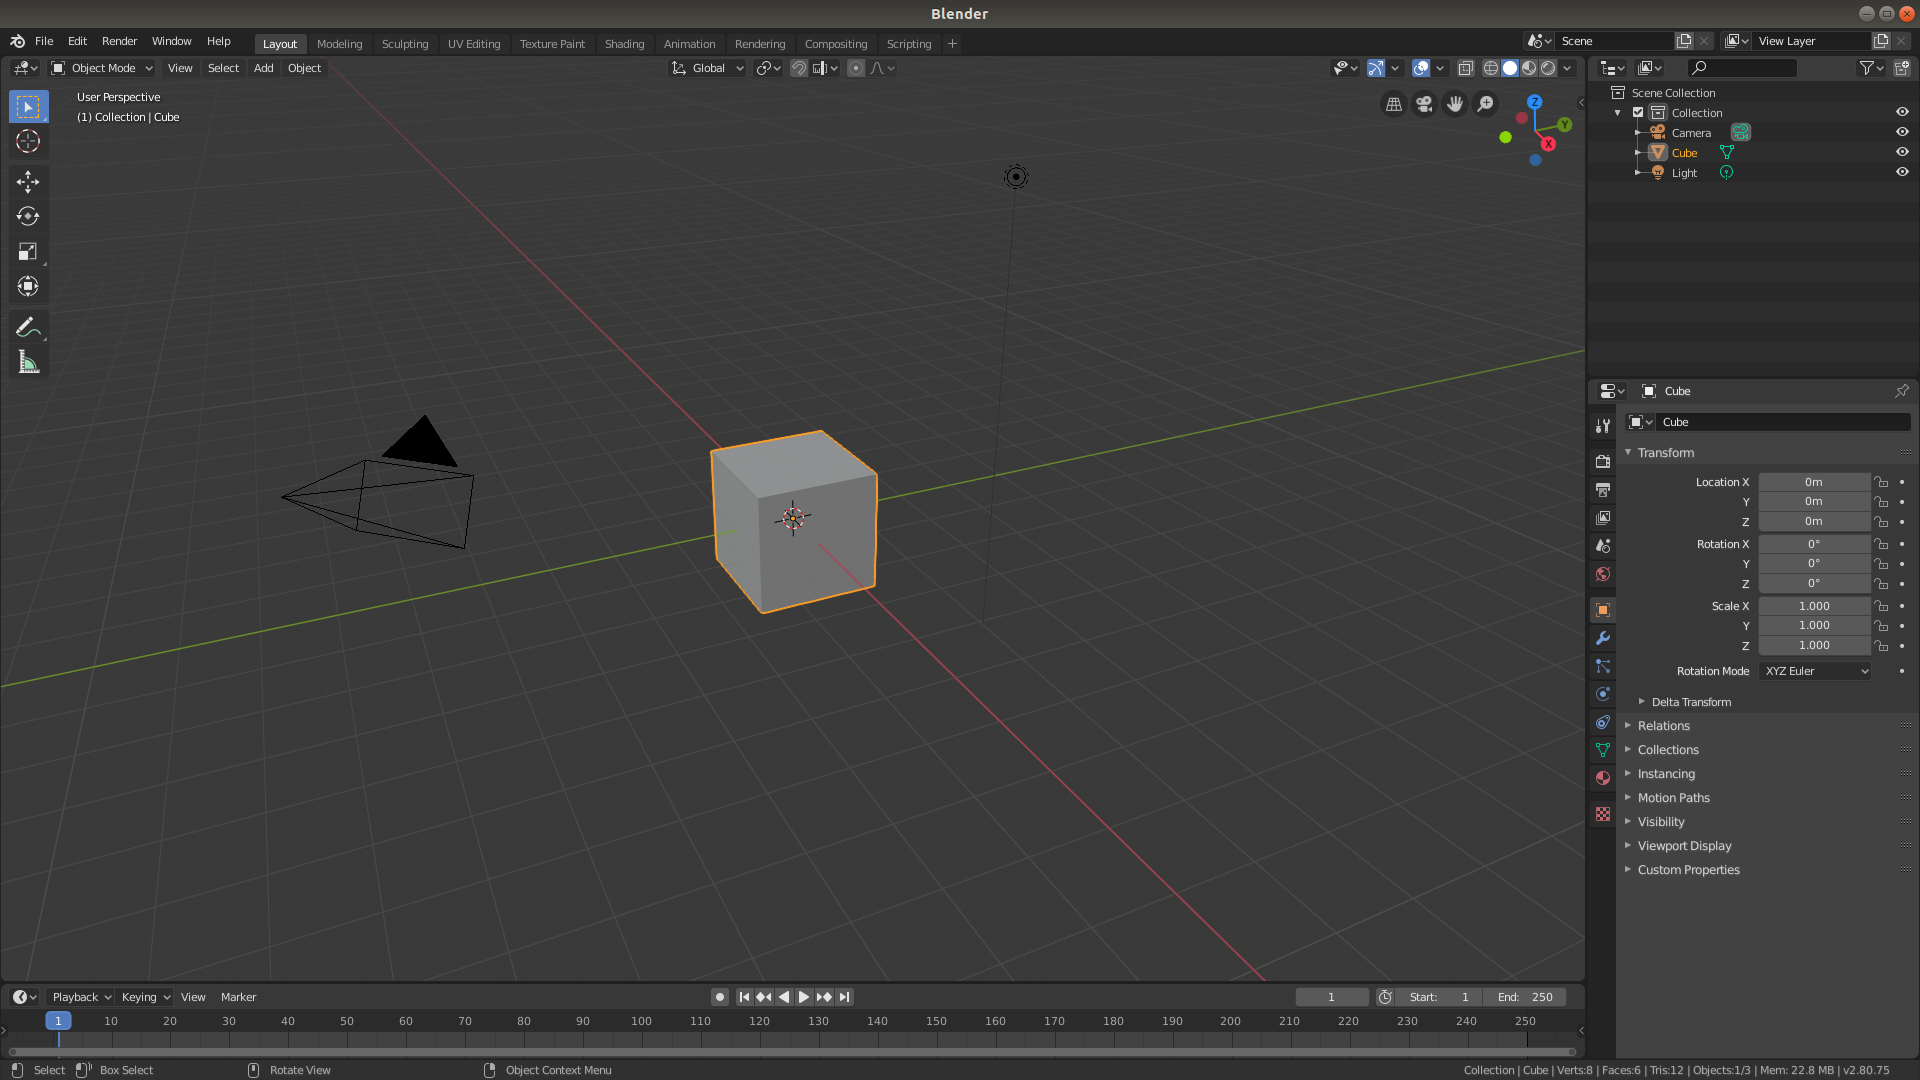 Blender
File Edit Render Window Help Layout Modeling Sculpting UV Editing Texture Paint Shading Animation Rendering Compositing Scripting + Scene View Layer
Object Mode View Select Add Object Global
User Perspective
(1) Collection | Cube
Z
Y
X
Scene Collection
Collection
Camera
Cube
Light
Cube
Cube
Transform
Location X 0m
Y 0m
Z 0m
Rotation X 0°
Y 0°
Z 0°
Scale X 1.000
Y 1.000
Z 1.000
Rotation Mode XYZ Euler
Delta Transform
Relations
Collections
Instancing
Motion Paths
Visibility
Viewport Display
Custom Properties
Playback Keying View Marker 1 Start: 1 End: 250
1 10 20 30 40 50 60 70 80 90 100 110 120 130 140 150 160 170 180 190 200 210 220 230 240 250
Select Box Select Rotate View Object Context Menu Collection | Cube | Verts:8 | Faces:6 | Tris:12 | Objects:1/3 | Mem: 22.8 MB | v2.80.75